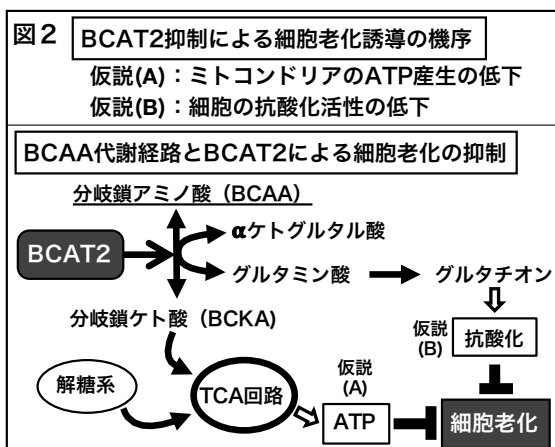 図2
BCAT2抑制による細胞老化誘導の機序
仮説(A)：ミトコンドリアのATP産生の低下
仮説(B)：細胞の抗酸化活性の低下
BCAA代謝経路とBCAT2による細胞老化の抑制
分岐鎖アミノ酸（BCAA）
αケトグルタル酸
BCAT2
グルタミン酸
グルタチオン
分岐鎖ケト酸（BCKA)
仮説
(B)
抗酸化
解糖系
TCA回路
仮説
(A)
ATP
細胞老化